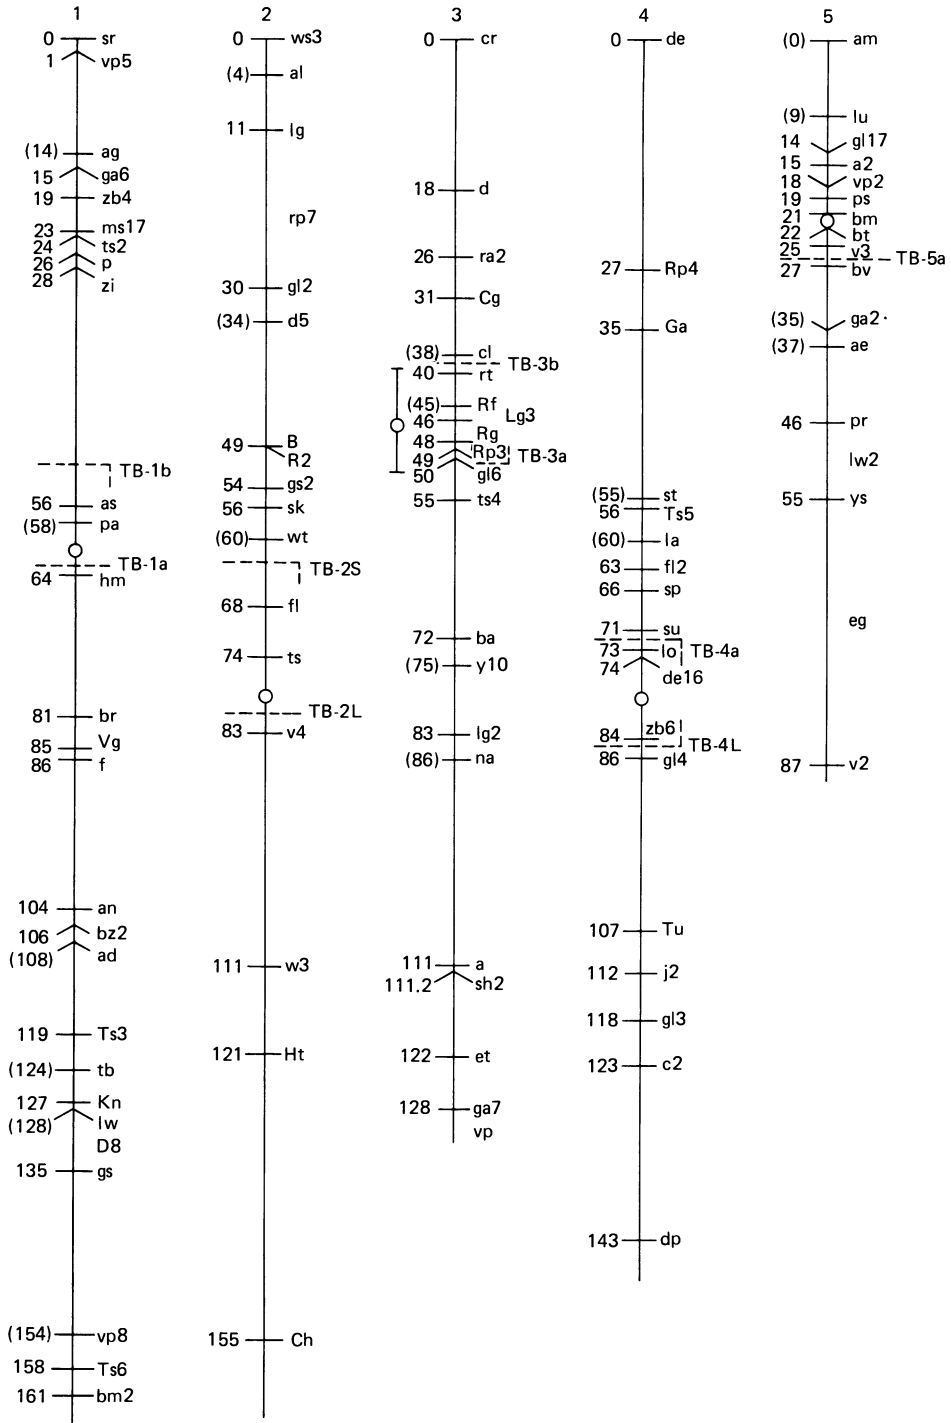 1
0 sr
1 vp5
(14) ag
15 ga6
19 zb4
23 ms17
24 ts2
26 p
28 zi
TB-1b
56 as
(58) pa
TB-1a
64 hm
81 br
85 Vg
86 f
104 an
106 bz2
(108) ad
119 Ts3
(124) tb
127 Kn
(128) lw
D8
135 gs
(154) vp8
158 Ts6
161 bm2
2
0 ws3
(4) al
11 lg
rp7
30 gl2
(34) d5
49 B
R2
54 gs2
56 sk
(60) wt
TB-2S
68 fl
74 ts
TB-2L
83 v4
111 w3
121 Ht
155 Ch
3
0 cr
18 d
26 ra2
31 Cg
(38) cl
TB-3b
40 rt
(45) Rf
46 Lg3
48 Rg
49 Rp3
TB-3a
50 gl6
55 ts4
72 ba
(75) y10
83 lg2
(86) na
111 a
111.2 sh2
122 et
128 ga7
vp
4
0 de
27 Rp4
35 Ga
(55) st
56 Ts5
(60) la
63 fl2
66 sp
71 su
73 lo
TB-4a
74 de16
84 zb6
TB-4L
86 gl4
107 Tu
112 j2
118 gl3
123 c2
143 dp
5
(0) am
(9) lu
14 gl17
15 a2
18 vp2
19 ps
21 bm
22 bt
25 v3
TB-5a
27 bv
(35) ga2
(37) ae
46 pr
lw2
55 ys
eg
87 v2